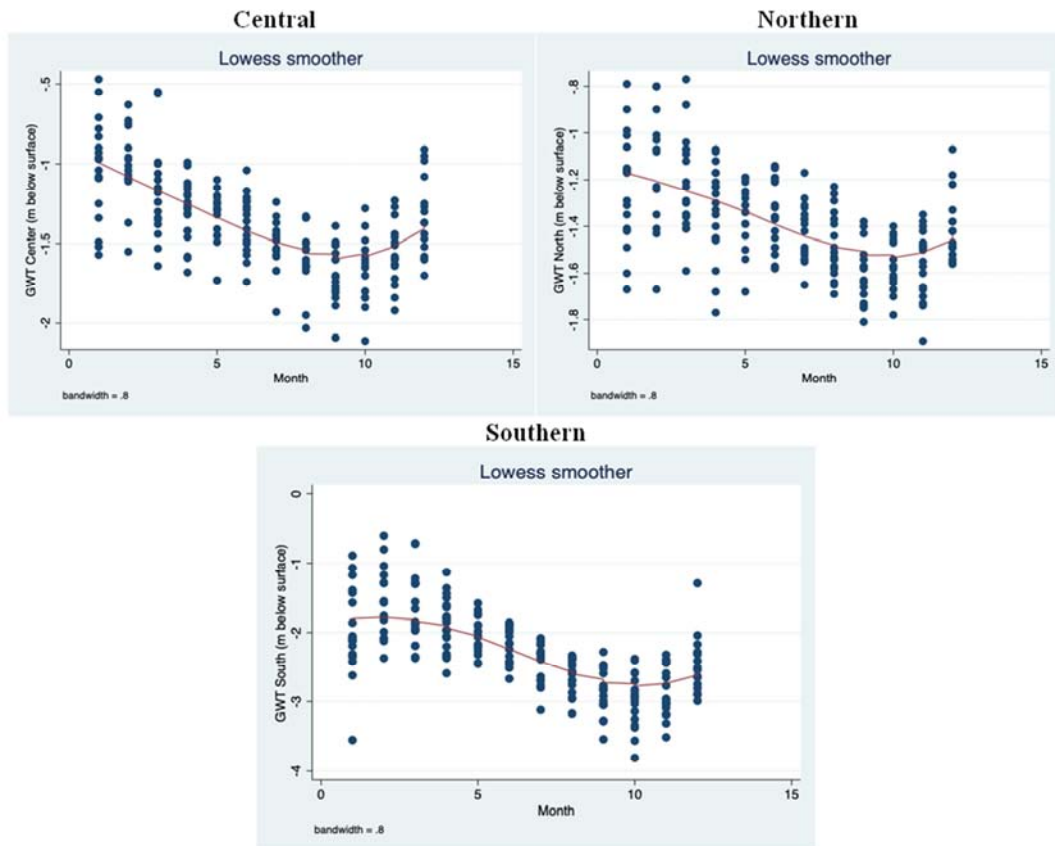 Central
Lowess smoother
GWT Center (m below surface)
-.5
-1
-1.5
-2
0
5
10
15
Month
bandwidth = .8
Northern
Lowess smoother
GWT North (m below surface)
-.8
-1
-1.2
-1.4
-1.6
-1.8
0
5
10
15
Month
bandwidth = .8
Southern
Lowess smoother
GWT South (m below surface)
0
-1
-2
-3
-4
0
5
10
15
Month
bandwidth = .8